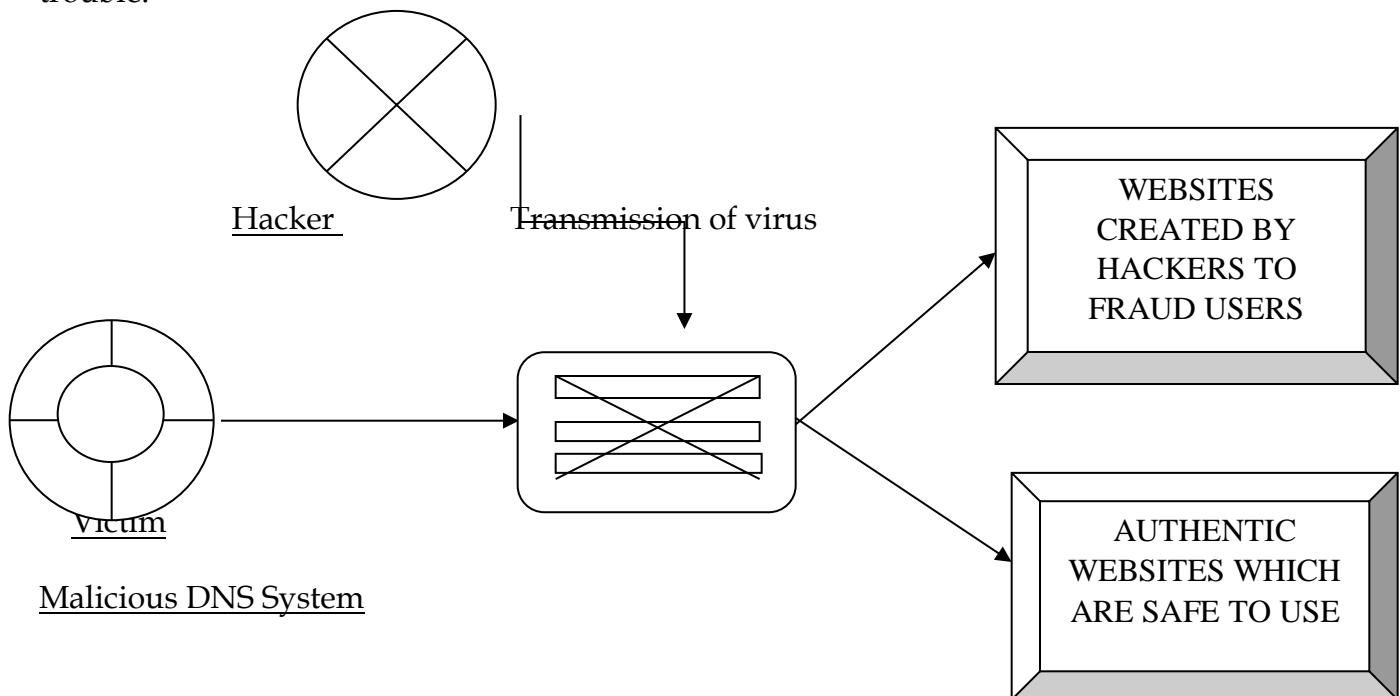 trouble.
Hacker
Transmission of virus
WEBSITES
CREATED BY
HACKERS TO
FRAUD USERS
Victim
Malicious DNS System
AUTHENTIC
WEBSITES WHICH
ARE SAFE TO USE